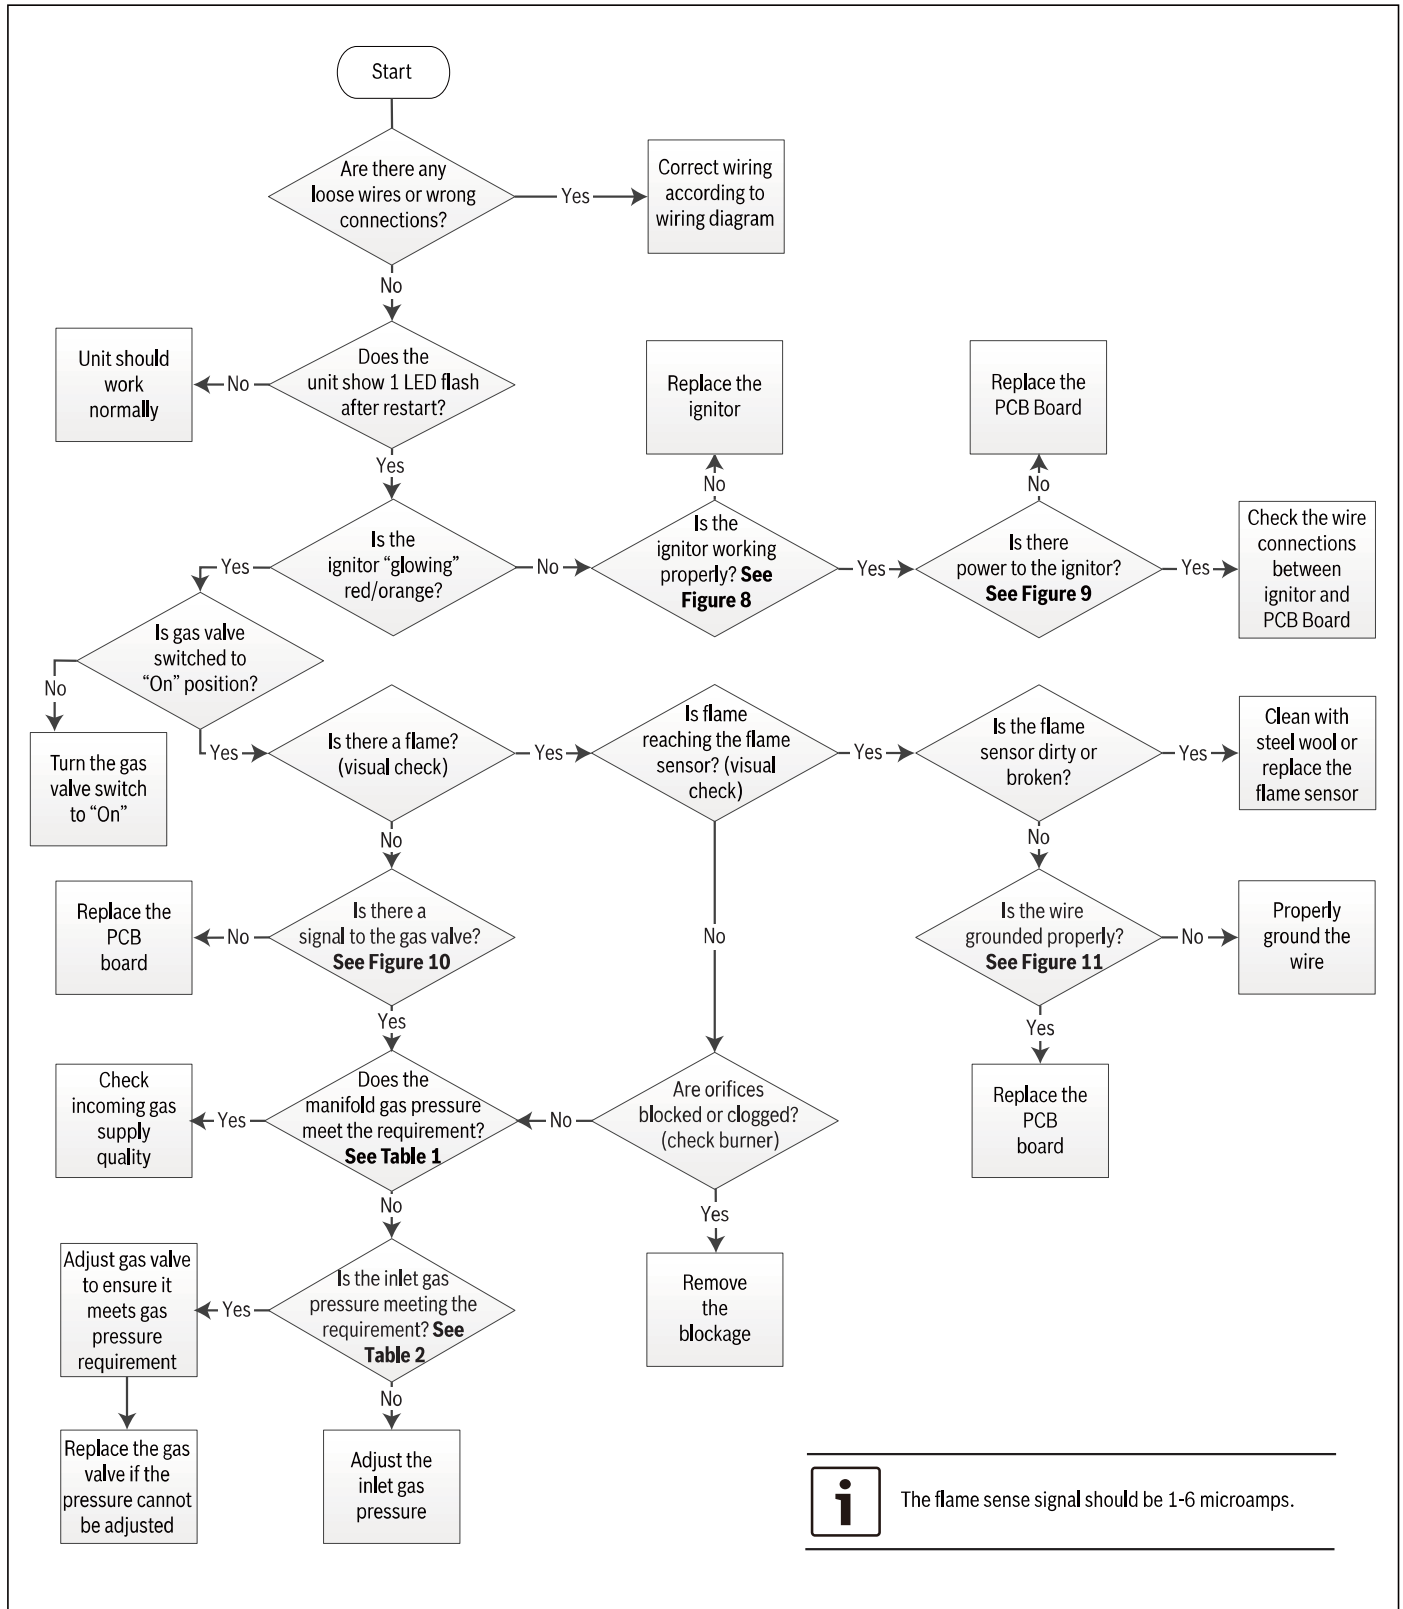 Start
Are there any
loose wires or wrong
connections?
Yes
Correct wiring
according to
wiring diagram
No
Does the
unit show 1 LED flash
after restart?
No
Unit should
work
normally
Yes
Is the
ignitor “glowing”
red/orange?
No
Is the
ignitor working
properly? See
Figure 8
No
Replace the
ignitor
Yes
Is there
power to the ignitor?
See Figure 9
No
Replace the
PCB Board
Yes
Check the wire
connections
between
ignitor and
PCB Board
Yes
Is gas valve
switched to
“On” position?
No
Turn the gas
valve switch
to “On”
Yes
Is there a flame?
(visual check)
Yes
Is flame
reaching the flame
sensor? (visual
check)
Yes
Is the flame
sensor dirty or
broken?
Yes
Clean with
steel wool or
replace the
flame sensor
No
Is there a
signal to the gas valve?
See Figure 10
No
Replace the
PCB
board
No
No
Is the wire
grounded properly?
See Figure 11
No
Properly
ground the
wire
Yes
Replace the
PCB
board
Yes
Does the
manifold gas pressure
meet the requirement?
See Table 1
Yes
Check
incoming gas
supply
quality
No
Are orifices
blocked or clogged?
(check burner)
Yes
Remove
the
blockage
No
Is the inlet gas
pressure meeting the
requirement? See
Table 2
Yes
Adjust gas valve
to ensure it
meets gas
pressure
requirement
Replace the gas
valve if the
pressure cannot
be adjusted
No
Adjust the
inlet gas
pressure
i
The flame sense signal should be 1-6 microamps.